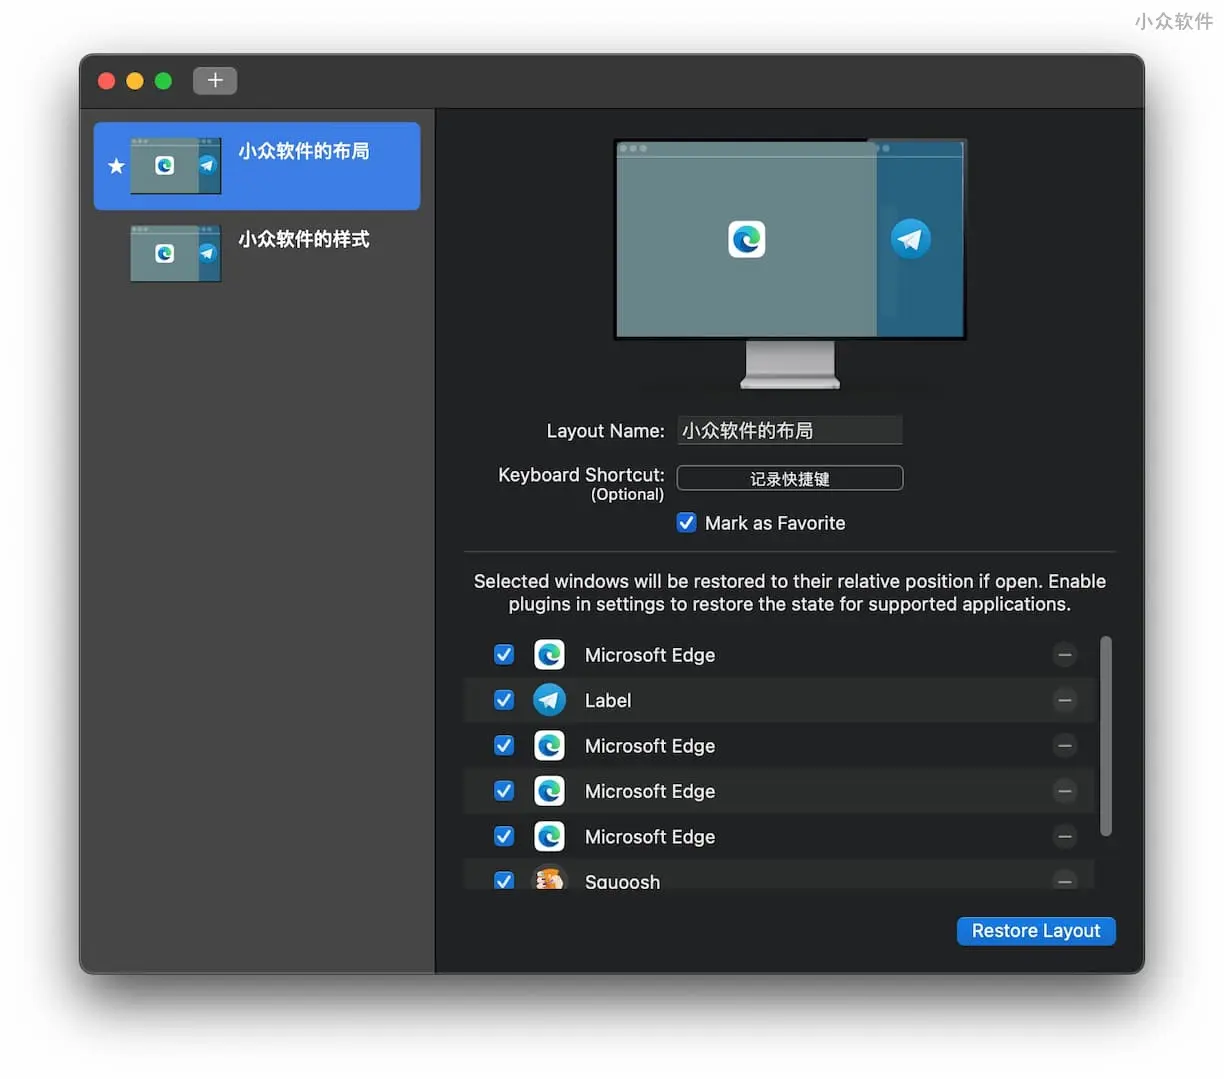 小众软件
小众软件的布局
小众软件的样式
Layout Name: 小众软件的布局
Keyboard Shortcut: 记录快捷键
(Optional)
Mark as Favorite
Selected windows will be restored to their relative position if open. Enable
plugins in settings to restore the state for supported applications.
Microsoft Edge
Label
Microsoft Edge
Microsoft Edge
Microsoft Edge
Squoosh
Restore Layout